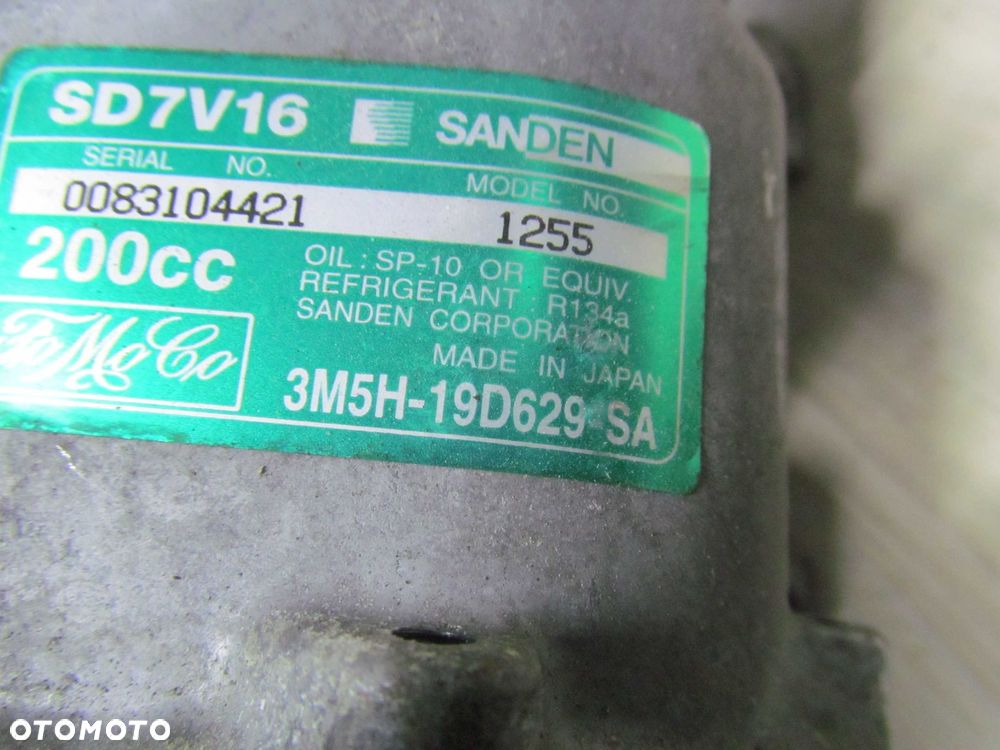 SD7V16 SANDEN
SERIAL NO. MODEL NO.
0083104421 1255
200cc
OIL : SP-10 OR EQUIV.
REFRIGERANT : R134a
SANDEN CORPORATION
MADE IN JAPAN
FoMoCo
3M5H-19D629-SA
OTOMOTO